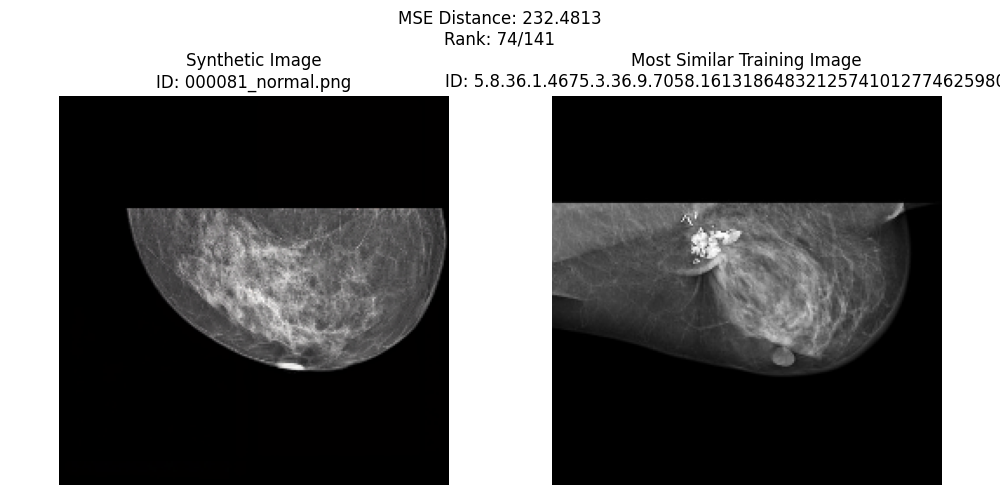 MSE Distance: 232.4813
Rank: 74/141
Synthetic Image
ID: 000081_normal.png
Most Similar Training Image
ID: 5.8.36.1.4675.3.36.9.7058.16131864832125741012774625980